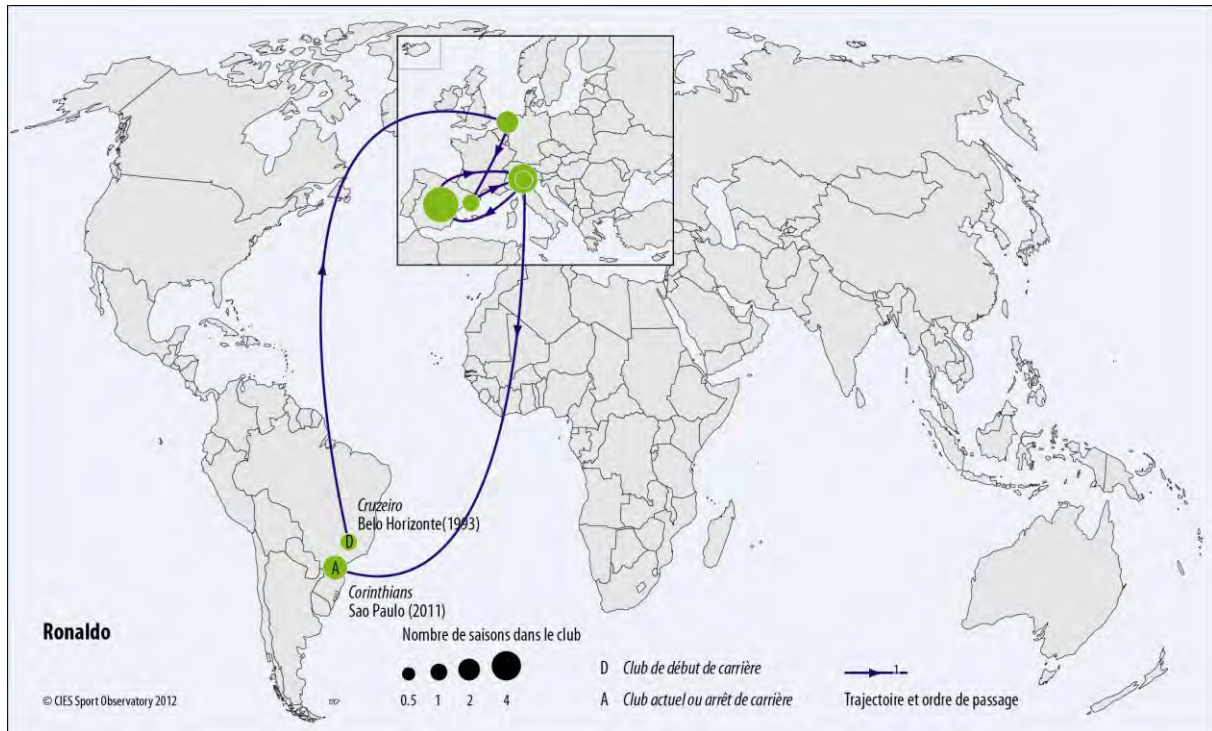 Cruzeiro
Belo Horizonte(1993)
D
A
Corinthians
Sao Paulo (2011)
Ronaldo
Nombre de saisons dans le club
0.5 1 2 4
D Club de début de carrière
A Club actuel ou arrêt de carrière
1
Trajectoire et ordre de passage
© CIES Sport Observatory 2012